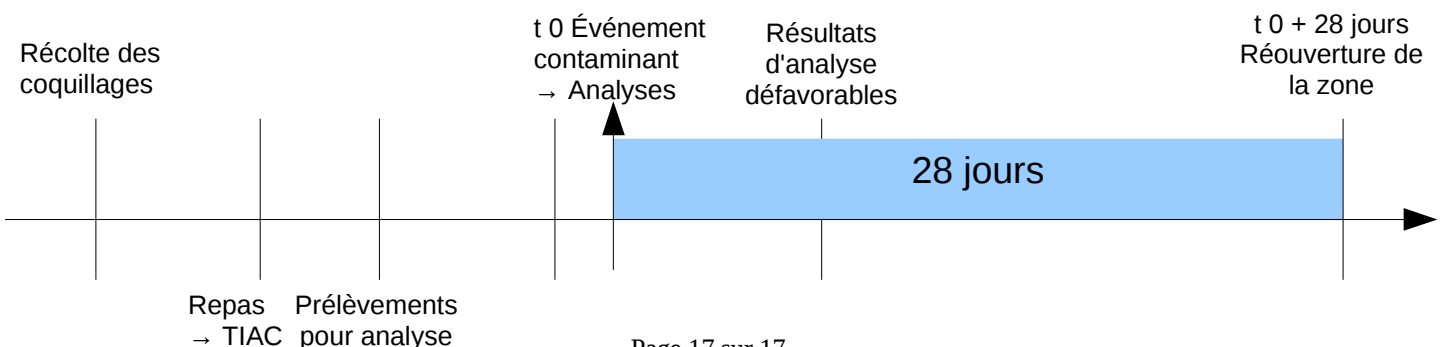 Récolte des
coquillages
t 0 Événement
contaminant
→ Analyses
Résultats
d'analyse
défavorables
t 0 + 28 jours
Réouverture de
la zone
28 jours
Repas
→ TIAC
Prélèvements
pour analyse
Page 17 sur 17